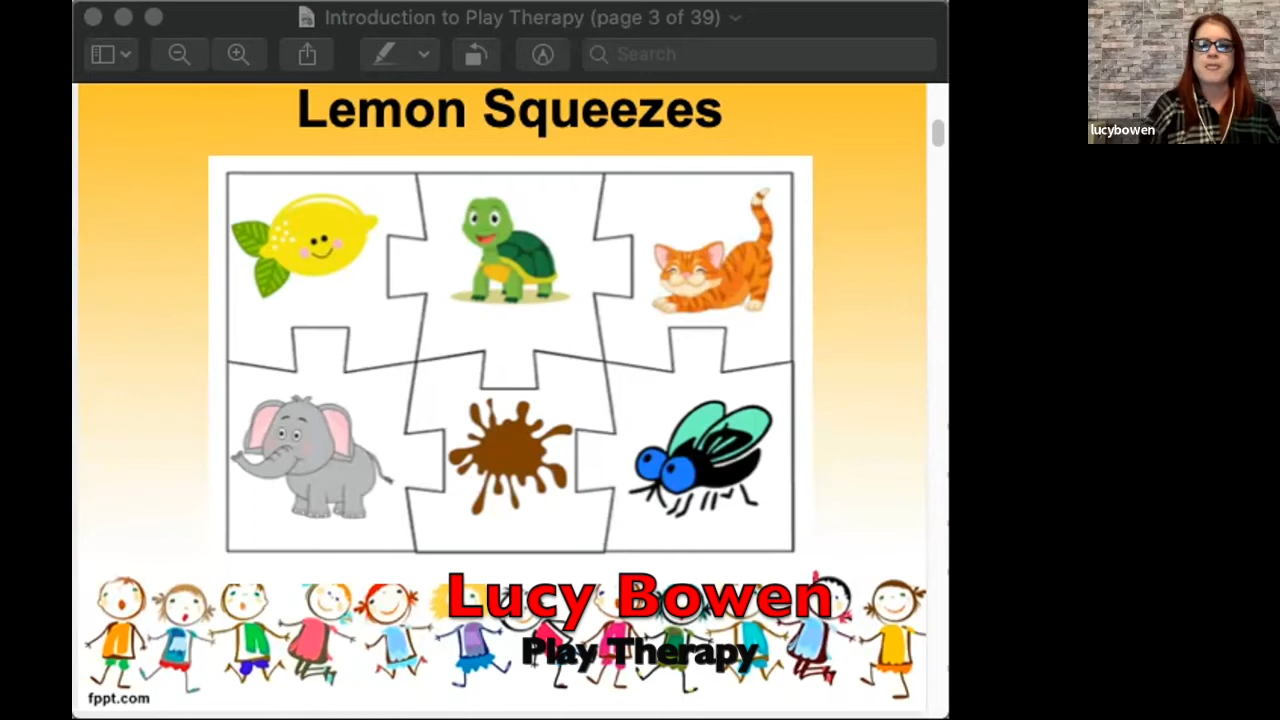 Introduction to Play Therapy (page 3 of 39)
Search
lucybowen
Lemon Squeezes
Lucy Bowen
Play Therapy
fppt.com